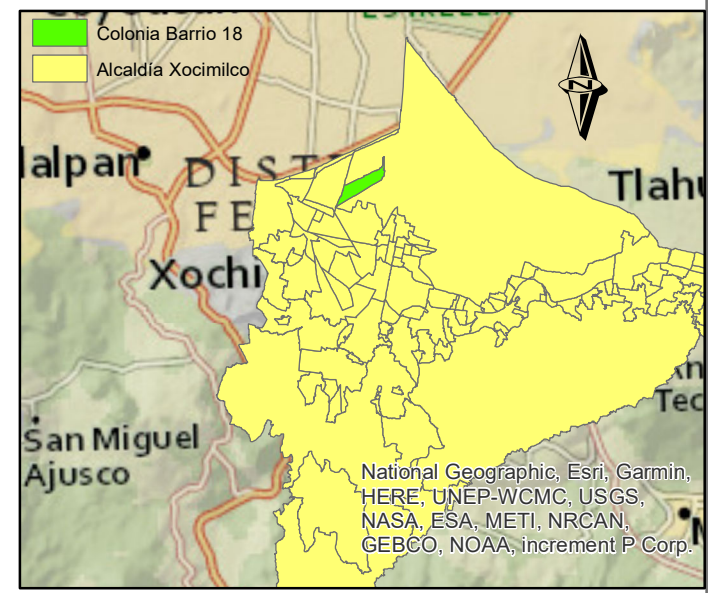 Colonia Barrio 18
Alcaldía Xocimilco
N
lalpan
DIST
FE
Tlahu
Xochi
San Miguel
Ajusco
An
Tec
National Geographic, Esri, Garmin,
HERE, UNEP-WCMC, USGS,
NASA, ESA, METI, NRCAN,
GEBCO, NOAA, increment P Corp.